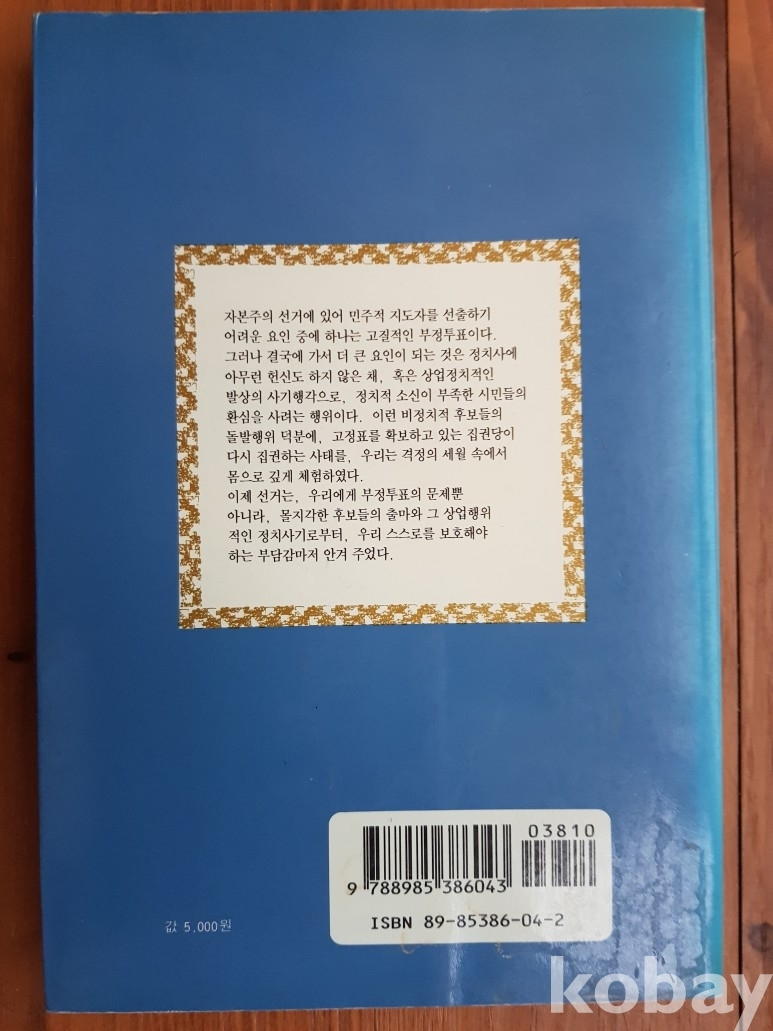 자본주의 선거에 있어 민주적 지도자를 선출하기
어려운 요인 중에 하나는 고질적인 부정투표이다.
그러나 결국에 가서 더 큰 요인이 되는 것은 정치사에
아무런 헌신도 하지 않은 채, 혹은 상업정치적인
발상의 사기행각으로, 정치적 소신이 부족한 시민들의
환심을 사려는 행위이다. 이런 비정치적 후보들의
돌발행위 덕분에, 고정표를 확보하고 있는 집권당이
다시 집권하는 사태를, 우리는 격정의 세월 속에서
몸으로 깊게 체험하였다.
이제 선거는, 우리에게 부정투표의 문제뿐
아니라, 몰지각한 후보들의 출마와 그 상업행위
적인 정치사기로부터, 우리 스스로를 보호해야
하는 부담감마저 안겨 주었다.
03810
9 788985 386043
ISBN 89-85386-04-2
값 5,000원
kobay